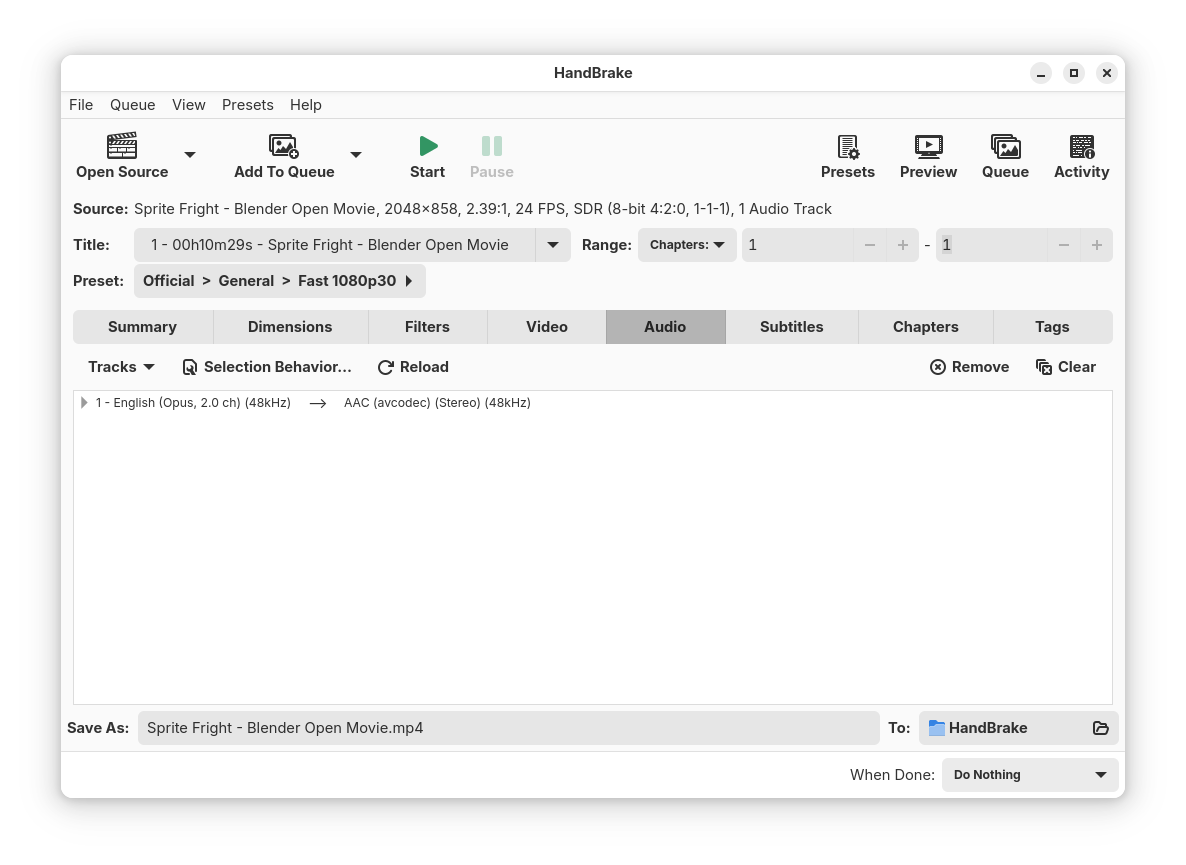 HandBrake
File Queue View Presets Help
Open Source Add To Queue Start Pause Presets Preview Queue Activity
Source: Sprite Fright - Blender Open Movie, 2048×858, 2.39:1, 24 FPS, SDR (8-bit 4:2:0, 1-1-1), 1 Audio Track
Title: 1 - 00h10m29s - Sprite Fright - Blender Open Movie Range: Chapters: 1 - 1
Preset: Official > General > Fast 1080p30
Summary Dimensions Filters Video Audio Subtitles Chapters Tags
Tracks Selection Behavior... Reload Remove Clear
1 - English (Opus, 2.0 ch) (48kHz) → AAC (avcodec) (Stereo) (48kHz)
Save As: Sprite Fright - Blender Open Movie.mp4 To: HandBrake
When Done: Do Nothing